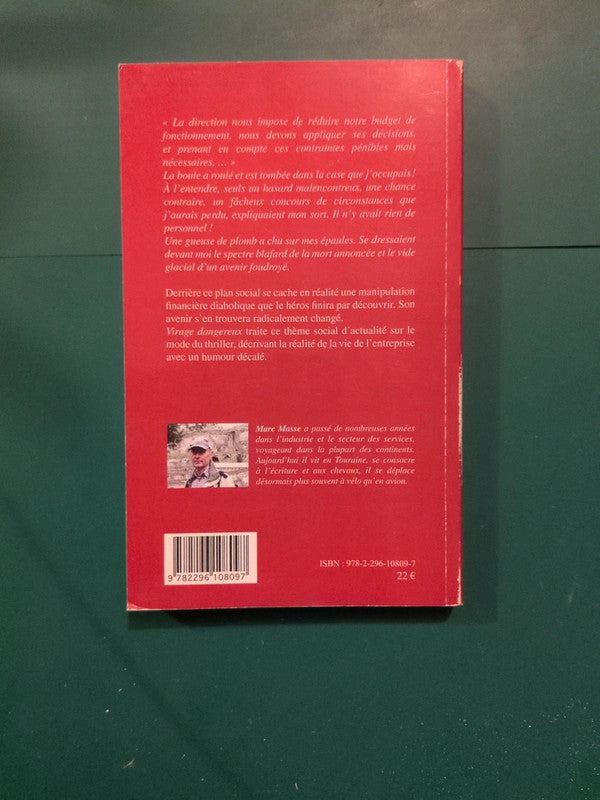 « La direction nous impose de réduire notre budget de
fonctionnement, nous devons appliquer ses décisions,
et prenant en compte ces contraintes pénibles mais
nécessaires. … »
La boule a roulé et est tombée dans la case que j'occupais !
À l'entendre, seuls un hasard malencontreux, une chance
contraire, un fâcheux concours de circonstances que
j'aurais perdu, expliquaient mon sort. Il n'y avait rien de
personnel !
Une gueuse de plomb a chu sur mes épaules. Se dressaient
devant moi le spectre blafard de la mort annoncée et le vide
glacial d'un avenir foudroyé.
Derrière ce plan social se cache en réalité une manipulation
financière diabolique que le héros finira par découvrir. Son
avenir s'en trouvera radicalement changé.
Virage dangereux traite ce thème social d'actualité sur le
mode du thriller, décrivant la réalité de la vie de l'entreprise
avec un humour décalé.
Marc Masse a passé de nombreuses années
dans l'industrie et le secteur des services,
voyageant dans la plupart des continents.
Aujourd'hui il vit en Touraine, se consacre
à l'écriture et aux chevaux, il se déplace
désormais plus souvent à vélo qu'en avion.
9 782296 108097
ISBN : 978-2-296-10809-7
22 €